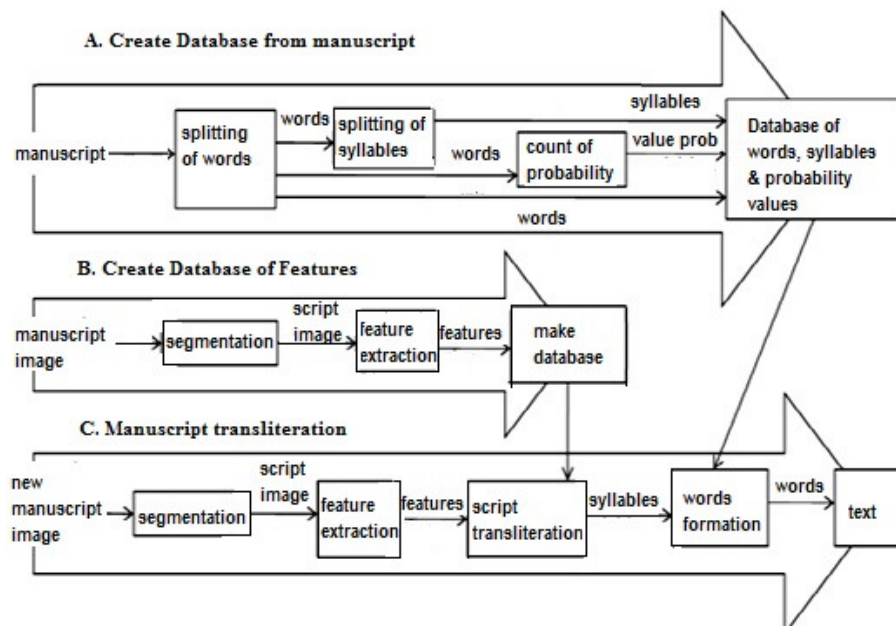 A. Create Database from manuscript
manuscript
splitting
of words
words
splitting of
syllables
syllables
words
count of
probability
value prob
words
Database of
words, syllables
& probability
values
B. Create Database of Features
manuscript
image
segmentation
script
image
feature
extraction
features
make
database
C. Manuscript transliteration
new
manuscript
image
segmentation
script
image
feature
extraction
features
script
transliteration
syllables
words
formation
words
text